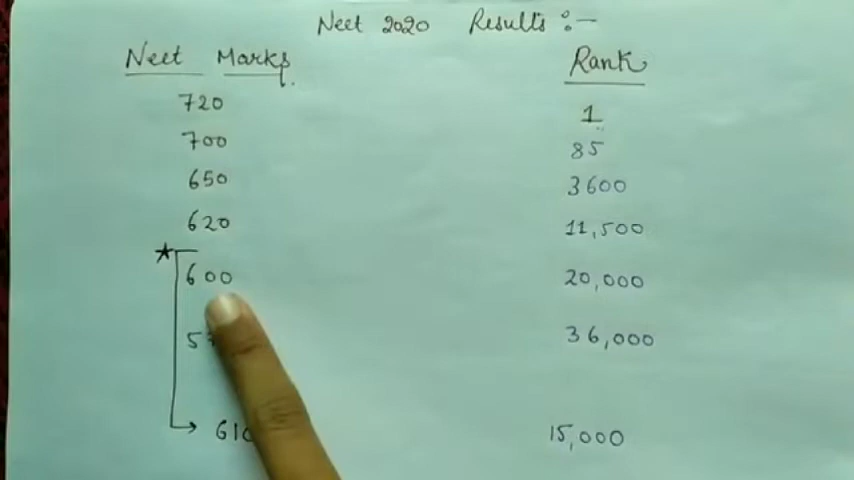 Neet 2020 Results :-
Neet Marks Rank
720 1
700 85
650 3600
620 11,500
★ 600 20,000
36,000
15,000